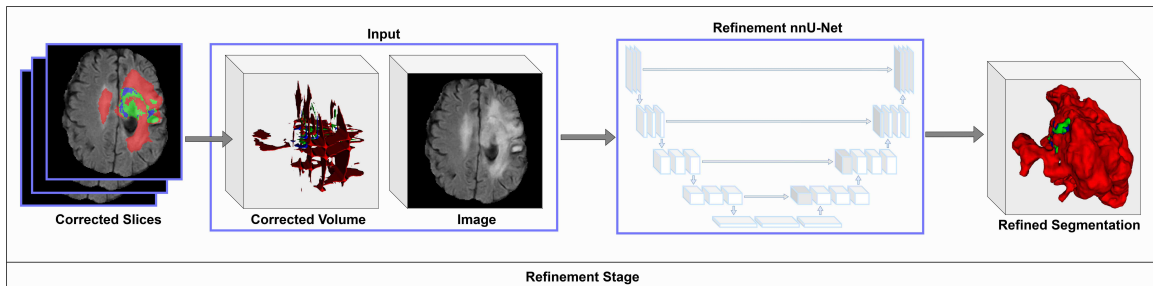 Input
Refinement nnU-Net
Corrected Slices
Corrected Volume
Image
Refined Segmentation
Refinement Stage